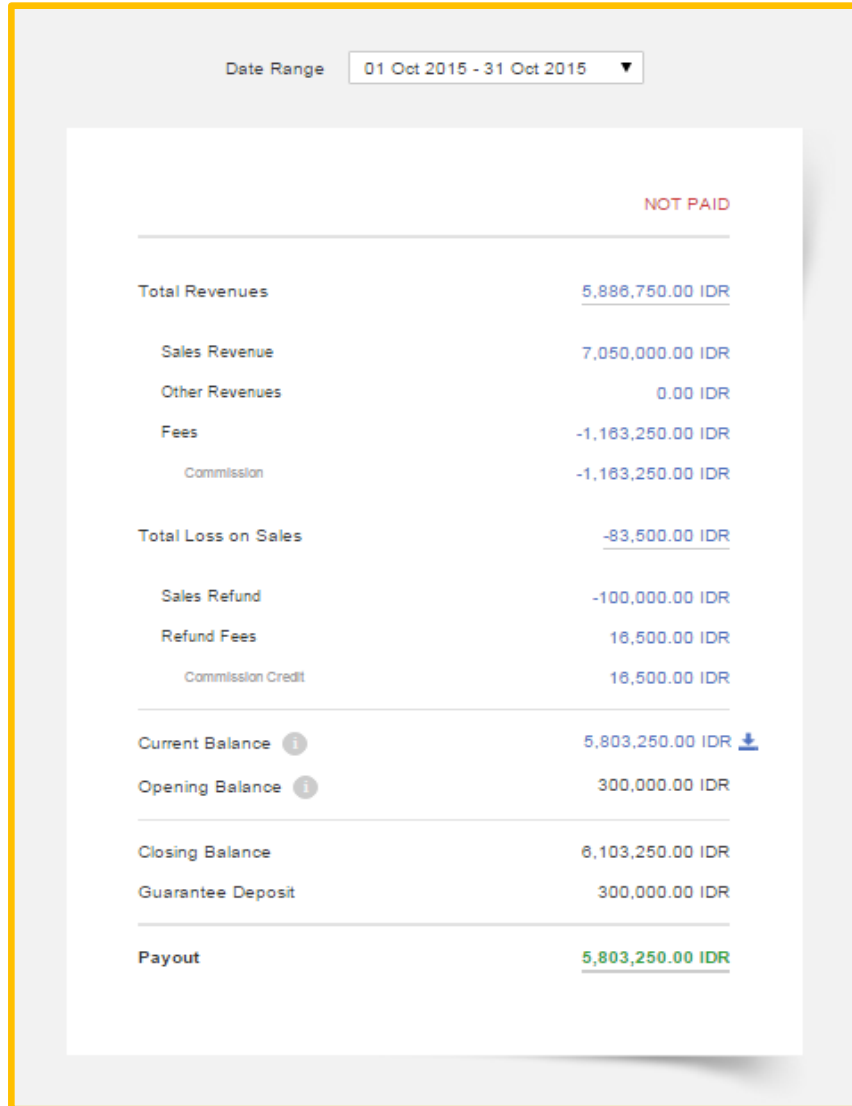 Date Range 01 Oct 2015 - 31 Oct 2015
NOT PAID
Total Revenues 5,886,750.00 IDR
Sales Revenue 7,050,000.00 IDR
Other Revenues 0.00 IDR
Fees -1,163,250.00 IDR
Commission -1,163,250.00 IDR
Total Loss on Sales -83,500.00 IDR
Sales Refund -100,000.00 IDR
Refund Fees 16,500.00 IDR
Commission Credit 16,500.00 IDR
Current Balance i 5,803,250.00 IDR
Opening Balance i 300,000.00 IDR
Closing Balance 6,103,250.00 IDR
Guarantee Deposit 300,000.00 IDR
Payout 5,803,250.00 IDR